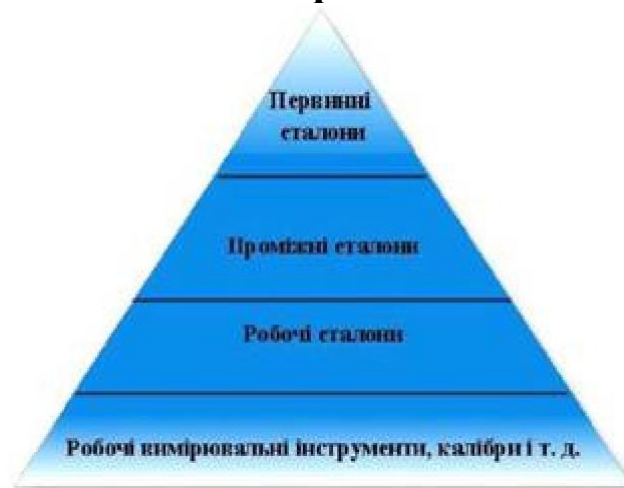 Первинні
еталони
Проміжні еталони
Робочі еталони
Робочі вимірювальні інструменти, калібри і т. д.